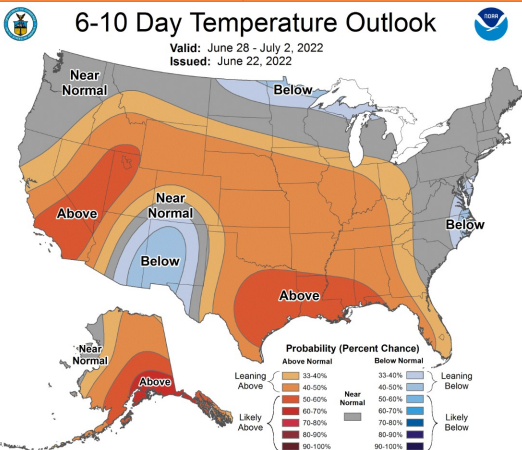 6-10 Day Temperature Outlook
NOAA
Valid: June 28 - July 2, 2022
Issued: June 22, 2022
Near
Normal
Below
Above
Near
Normal
Below
Below
Above
Near
Normal
Above
Probability (Percent Chance)
Above Normal
Below Normal
Leaning
Above
33-40%
40-50%
50-60%
60-70%
70-80%
80-90%
90-100%
Likely
Above
Near
Normal
33-40%
40-50%
50-60%
60-70%
70-80%
80-90%
90-100%
Leaning
Below
Likely
Below